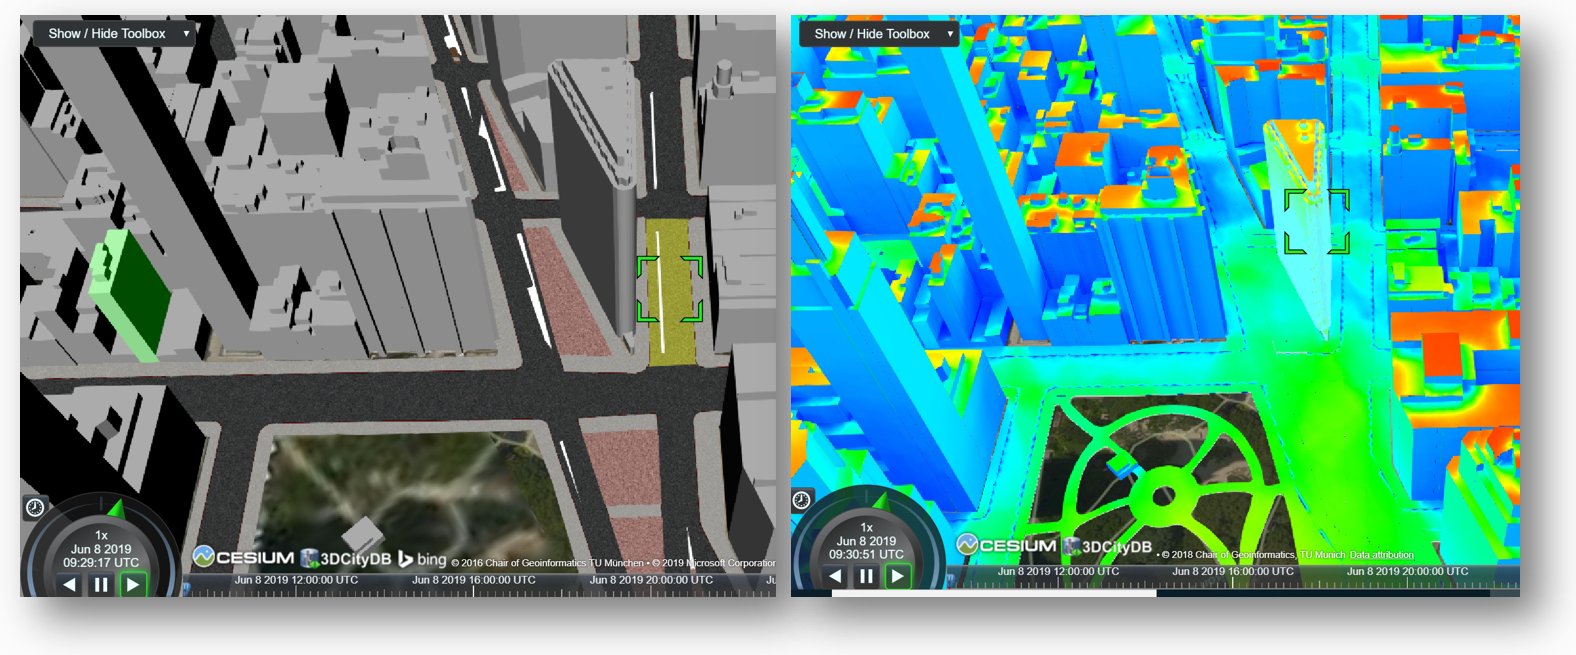 Show / Hide Toolbox
1x
Jun 8 2019
09:29:17 UTC
CESIUM 3DCityDB bing © 2016 Chair of Geoinformatics TU München • © 2019 Microsoft Corporation
Jun 8 2019 12:00:00 UTC Jun 8 2019 16:00:00 UTC Jun 8 2019 20:00:00 UTC Ju
Show / Hide Toolbox
1x
Jun 8 2019
09:30:51 UTC
CESIUM 3DCityDB • © 2018 Chair of Geoinformatics, TU Munich Data attribution
Jun 8 2019 12:00:00 UTC Jun 8 2019 16:00:00 UTC Jun 8 2019 20:00:00 UTC